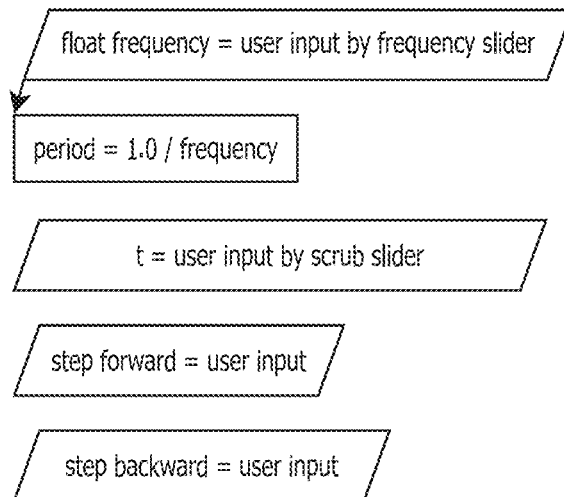 float frequency = user input by frequency slider
period = 1.0 / frequency
t = user input by scrub slider
step forward = user input
step backward = user input